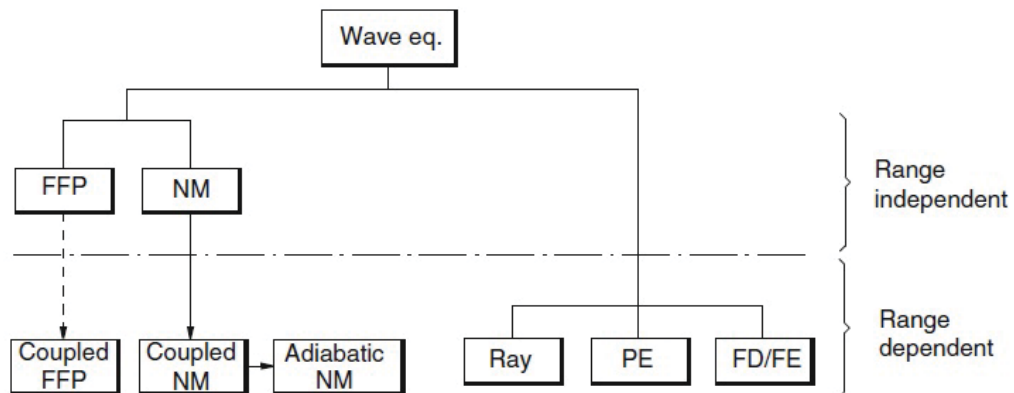 Wave eq.
FFP
NM
Range
independent
Coupled
FFP
Coupled
NM
Adiabatic
NM
Ray
PE
FD/FE
Range
dependent